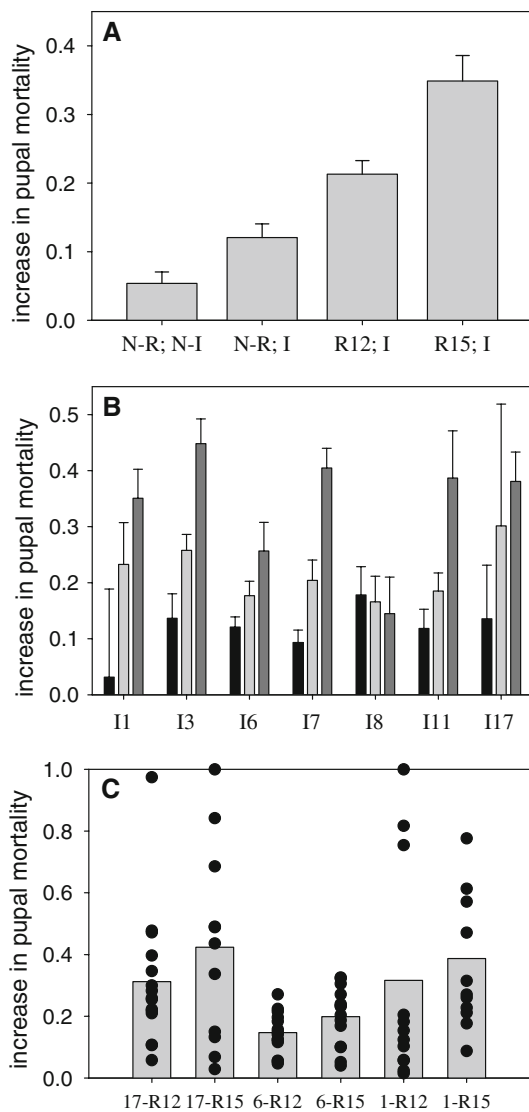 A
increase in pupal mortality
0.4
0.3
0.2
0.1
0.0
N-R; N-I N-R; I R12; I R15; I
B
increase in pupal mortality
0.5
0.4
0.3
0.2
0.1
0.0
I1 I3 I6 I7 I8 I11 I17
C
increase in pupal mortality
1.0
0.8
0.6
0.4
0.2
0.0
17-R12 17-R15 6-R12 6-R15 1-R12 1-R15